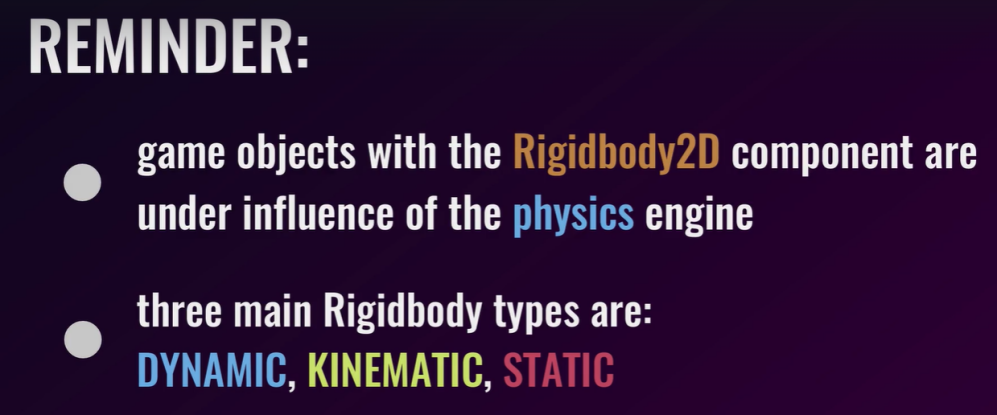 REMINDER:
game objects with the Rigidbody2D component are
under influence of the physics engine
three main Rigidbody types are:
DYNAMIC, KINEMATIC, STATIC